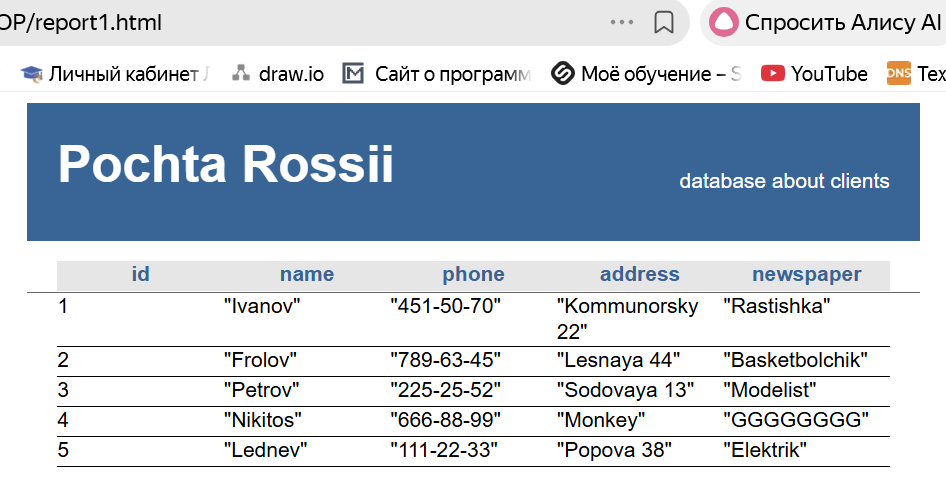 OP/report1.html ... Спросить Алису AI
Личный кабинет draw.io M Сайт о программ Моё обучение – S YouTube DNS Тех
Pochta Rossii
database about clients
id name phone address newspaper
1 "Ivanov" "451-50-70" "Kommunorsky "Rastishka"
22"
2 "Frolov" "789-63-45" "Lesnaya 44" "Basketbolchik"
3 "Petrov" "225-25-52" "Sodovaya 13" "Modelist"
4 "Nikitos" "666-88-99" "Monkey" "GGGGGGGG"
5 "Lednev" "111-22-33" "Popova 38" "Elektrik"